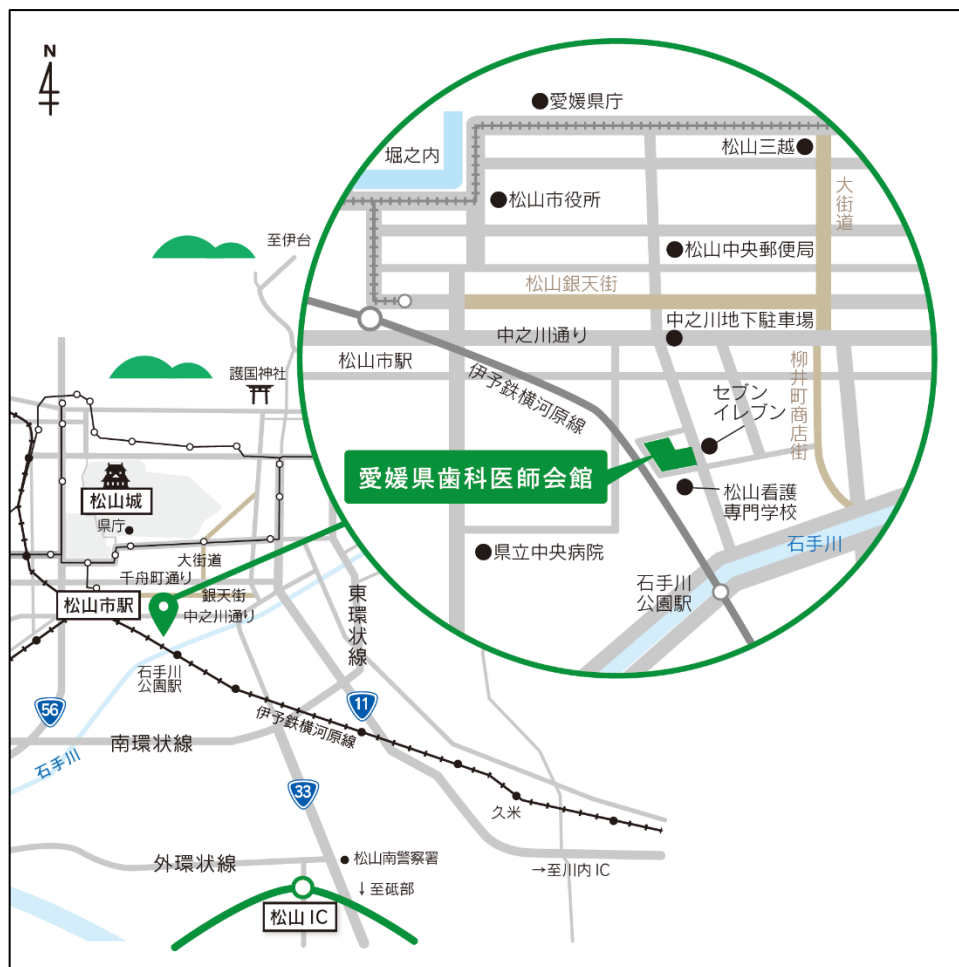 N
愛媛県庁
堀之内
松山三越
大街道
松山市役所
松山中央郵便局
松山銀天街
中之川通り
中之川地下駐車場
松山市駅
伊予鉄横河原線
柳井町商店街
セブン
イレブン
愛媛県歯科医師会館
松山看護
専門学校
県立中央病院
石手川
石手川
公園駅
至伊台
護国神社
松山城
県庁
大街道
千舟町通り
松山市駅
銀天街
中之川通り
東環状線
石手川
公園駅
56
11
伊予鉄横河原線
南環状線
石手川
33
久米
外環状線
松山南警察署
→至川内 IC
↓至砥部
松山 IC